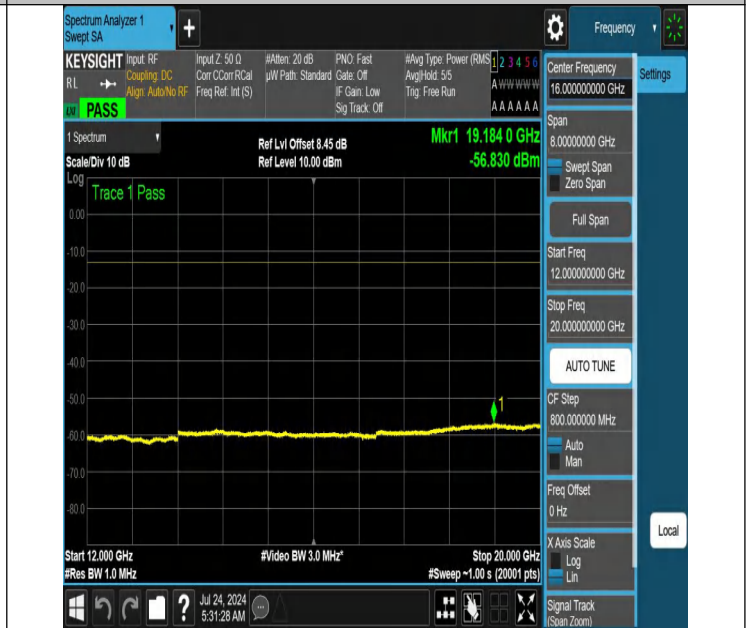 Spectrum Analyzer 1
Swept SA
Frequency
KEYSIGHT
RL
PASS
Input: RF
Coupling: DC
Align: Auto/No RF
Input Z: 50 Ω
Corr CCorr RCal
Freq Ref: Int (S)
#Atten: 20 dB
µW Path: Standard
PNO: Fast
Gate: Off
IF Gain: Low
Sig Track: Off
#Avg Type: Power (RMS
Avg|Hold: 5/5
Trig: Free Run
1 2 3 4 5 6
A W W W W W
A A A A A A
1 Spectrum
Scale/Div 10 dB
Ref Lvl Offset 8.45 dB
Ref Level 10.00 dBm
Mkr1 19.184 0 GHz
-56.830 dBm
Log
Trace 1 Pass
0.00
-10.0
-20.0
-30.0
-40.0
-50.0
-60.0
-70.0
-80.0
1
Start 12.000 GHz
#Res BW 1.0 MHz
#Video BW 3.0 MHz*
Stop 20.000 GHz
#Sweep ~1.00 s (20001 pts)
Jul 24, 2024
5:31:28 AM
Center Frequency
16.000000000 GHz
Settings
Span
8.00000000 GHz
Swept Span
Zero Span
Full Span
Start Freq
12.000000000 GHz
Stop Freq
20.000000000 GHz
AUTO TUNE
CF Step
800.000000 MHz
Auto
Man
Freq Offset
0 Hz
X Axis Scale
Log
Lin
Local
Signal Track
(Span Zoom)